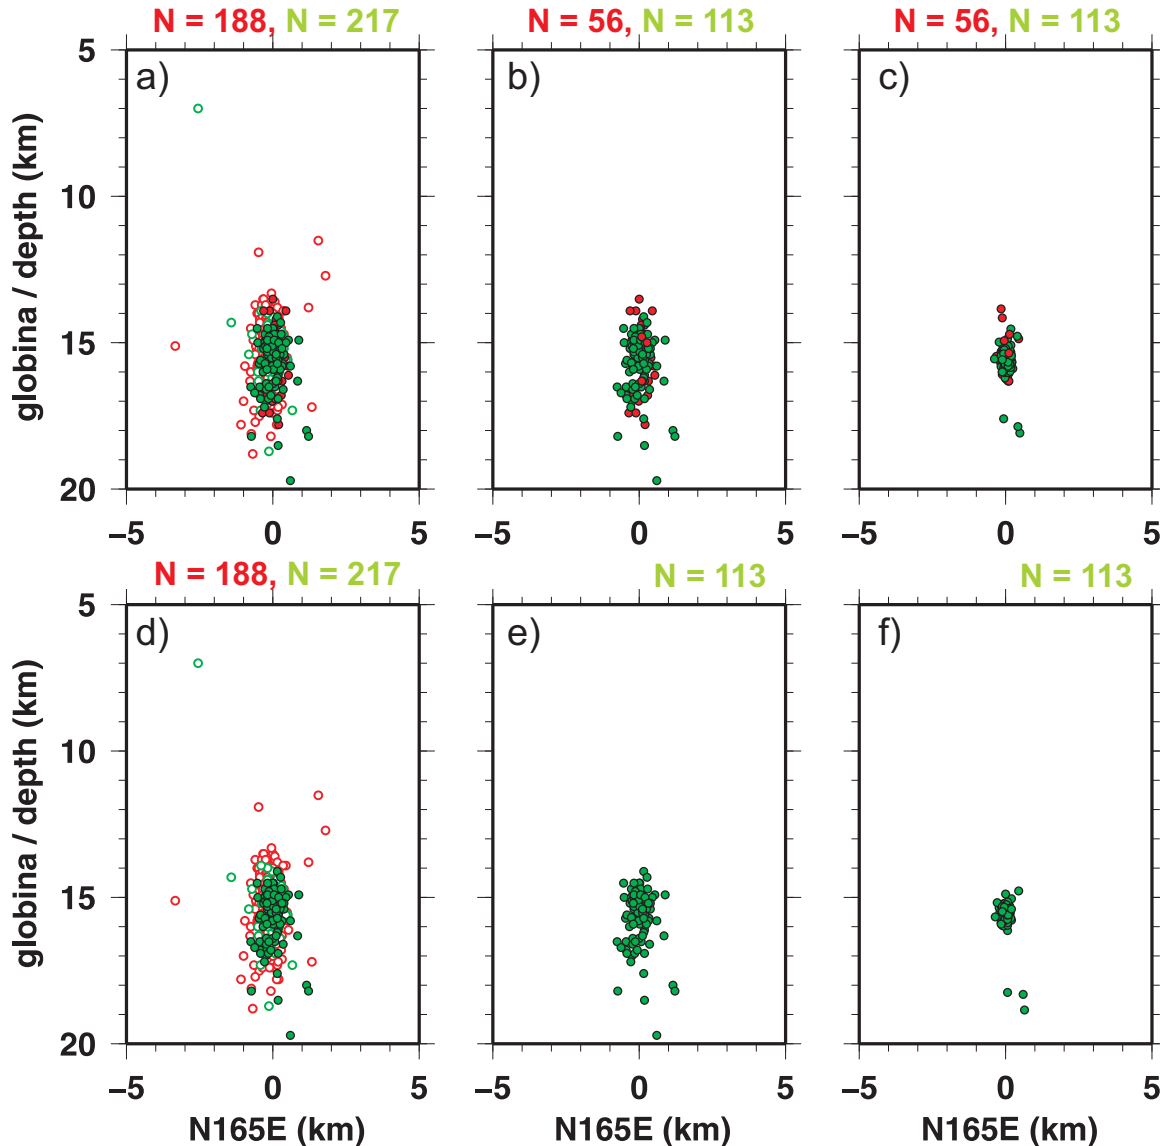 N = 188, N = 217
N = 56, N = 113
N = 56, N = 113
5
a)
b)
c)
10
15
20
globina / depth (km)
−5 0 5
−5 0 5
−5 0 5
N = 188, N = 217
N = 113
N = 113
5
d)
e)
f)
10
15
20
globina / depth (km)
−5 0 5
−5 0 5
−5 0 5
N165E (km)
N165E (km)
N165E (km)